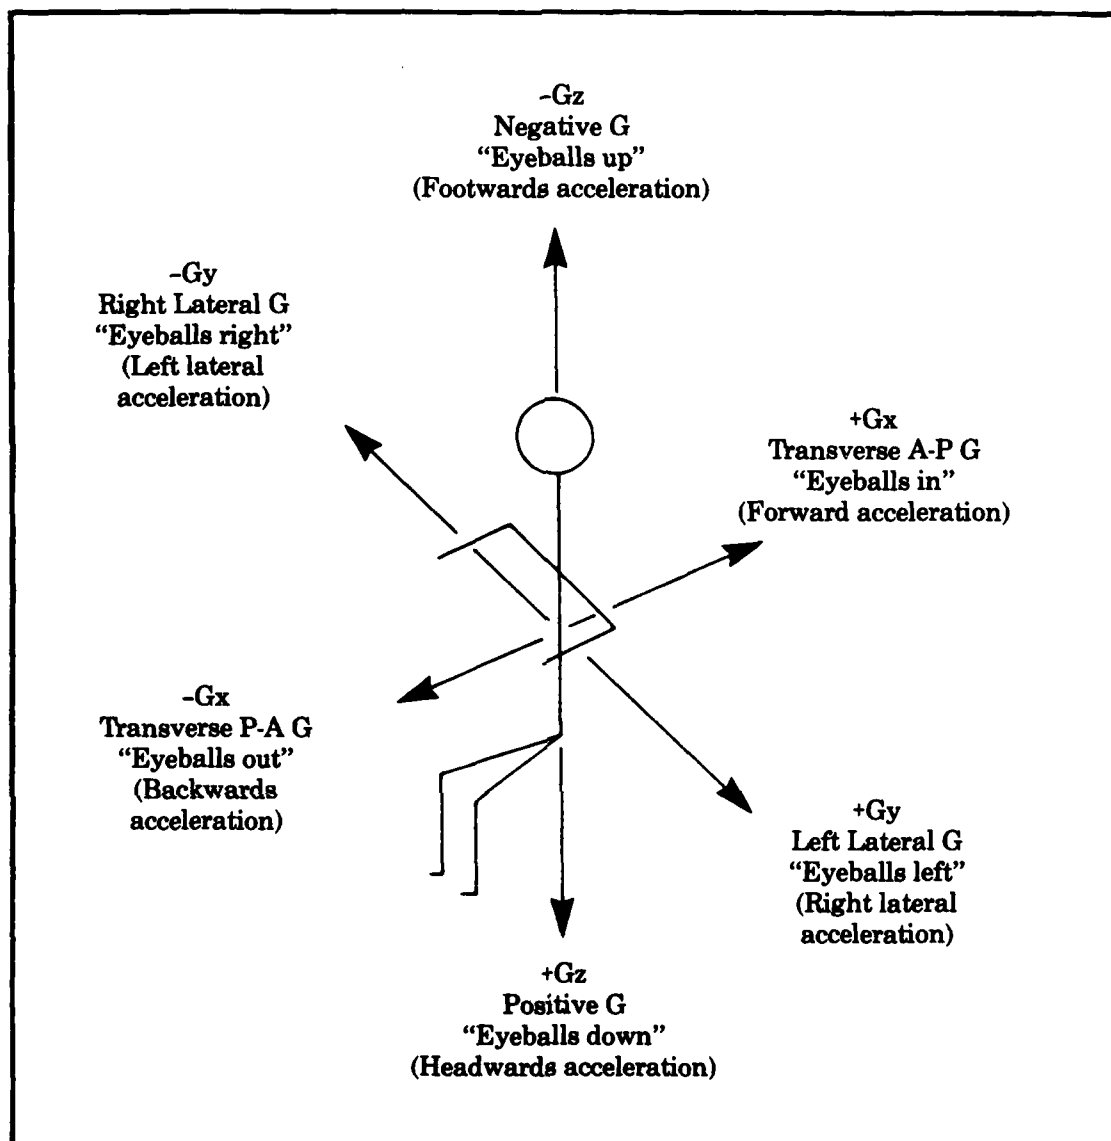 –Gz
Negative G
“Eyeballs up”
(Footwards acceleration)
–Gy
Right Lateral G
“Eyeballs right”
(Left lateral
acceleration)
+Gx
Transverse A-P G
“Eyeballs in”
(Forward acceleration)
–Gx
Transverse P-A G
“Eyeballs out”
(Backwards
acceleration)
+Gy
Left Lateral G
“Eyeballs left”
(Right lateral
acceleration)
+Gz
Positive G
“Eyeballs down”
(Headwards acceleration)